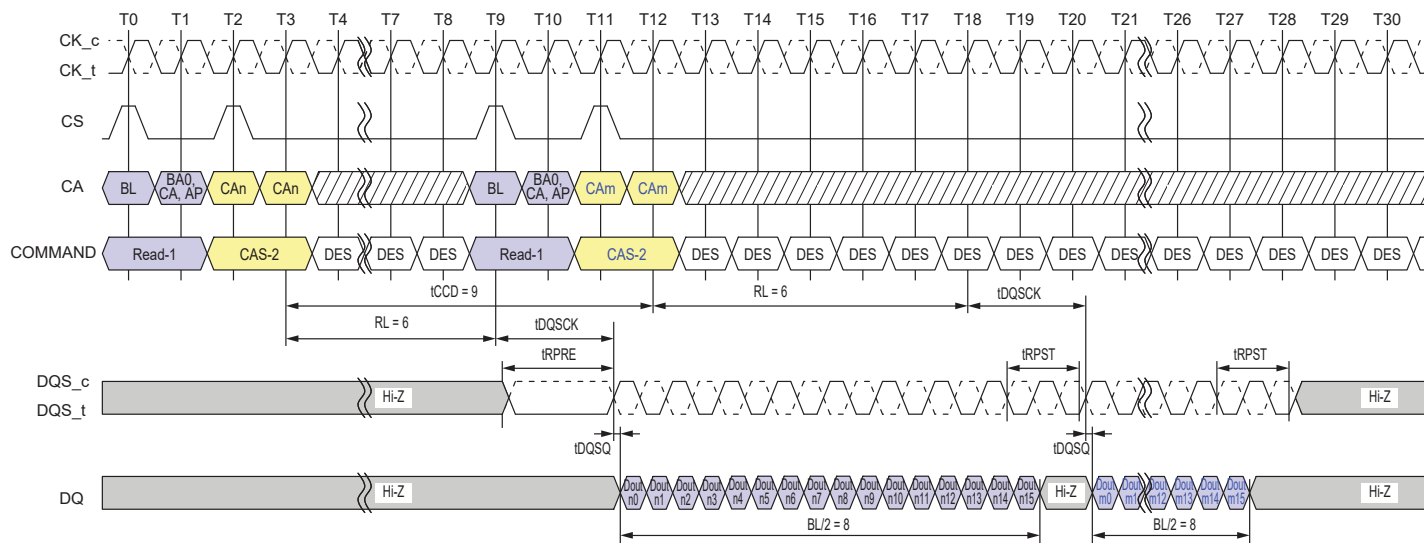 T0 T1 T2 T3 T4 T7 T8 T9 T10 T11 T12 T13 T14 T15 T16 T17 T18 T19 T20 T21 T26 T27 T28 T29 T30
CK_c
CK_t
CS
CA BL BA0, CA, AP CAn CAn BL BA0, CA, AP CAm CAm
COMMAND Read-1 CAS-2 DES DES DES Read-1 CAS-2 DES DES DES DES DES DES DES DES DES DES DES DES DES DES
tCCD = 9 RL = 6 tDQSCK
RL = 6 tDQSCK
tRPRE tRPST tRPST
DQS_c
DQS_t
Hi-Z Hi-Z
tDQSQ tDQSQ
DQ Hi-Z Dout n0 Dout n1 Dout n2 Dout n3 Dout n4 Dout n5 Dout n6 Dout n7 Dout n8 Dout n9 Dout n10 Dout n11 Dout n12 Dout n13 Dout n14 Dout n15 Hi-Z Dout m0 Dout m1 Dout m12 Dout m13 Dout m14 Dout m15 Hi-Z
BL/2 = 8 BL/2 = 8